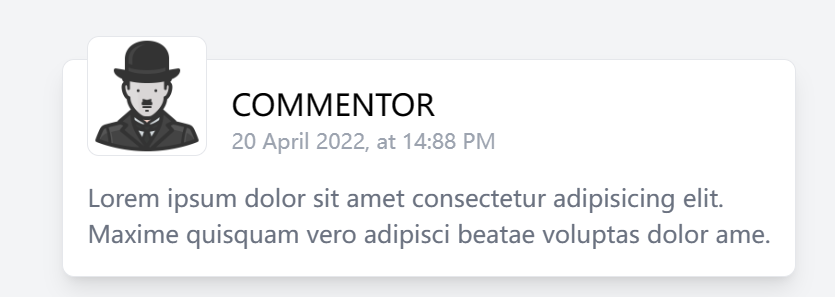 COMMENTOR
20 April 2022, at 14:88 PM
Lorem ipsum dolor sit amet consectetur adipisicing elit.
Maxime quisquam vero adipisci beatae voluptas dolor ame.